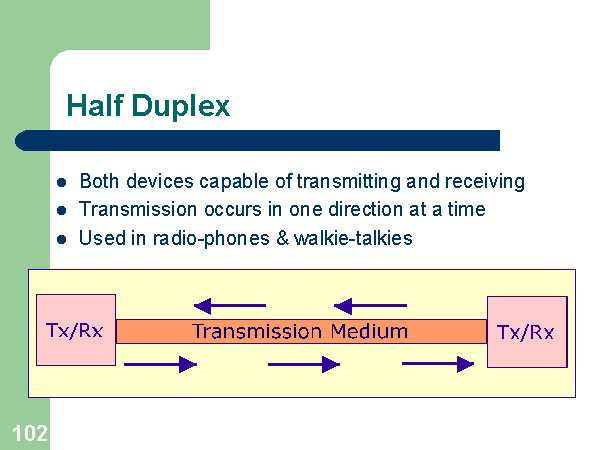 Half Duplex
Both devices capable of transmitting and receiving
Transmission occurs in one direction at a time
Used in radio-phones & walkie-talkies
Tx/Rx
Transmission Medium
Tx/Rx
102